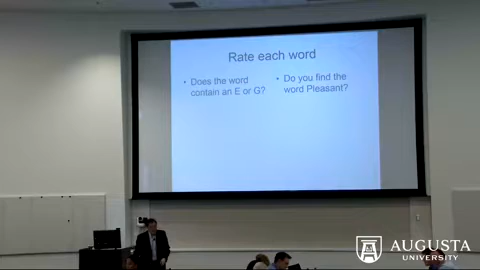 Rate each word
• Does the word
contain an E or G?
• Do you find the
word Pleasant?
AUGUSTA
UNIVERSITY